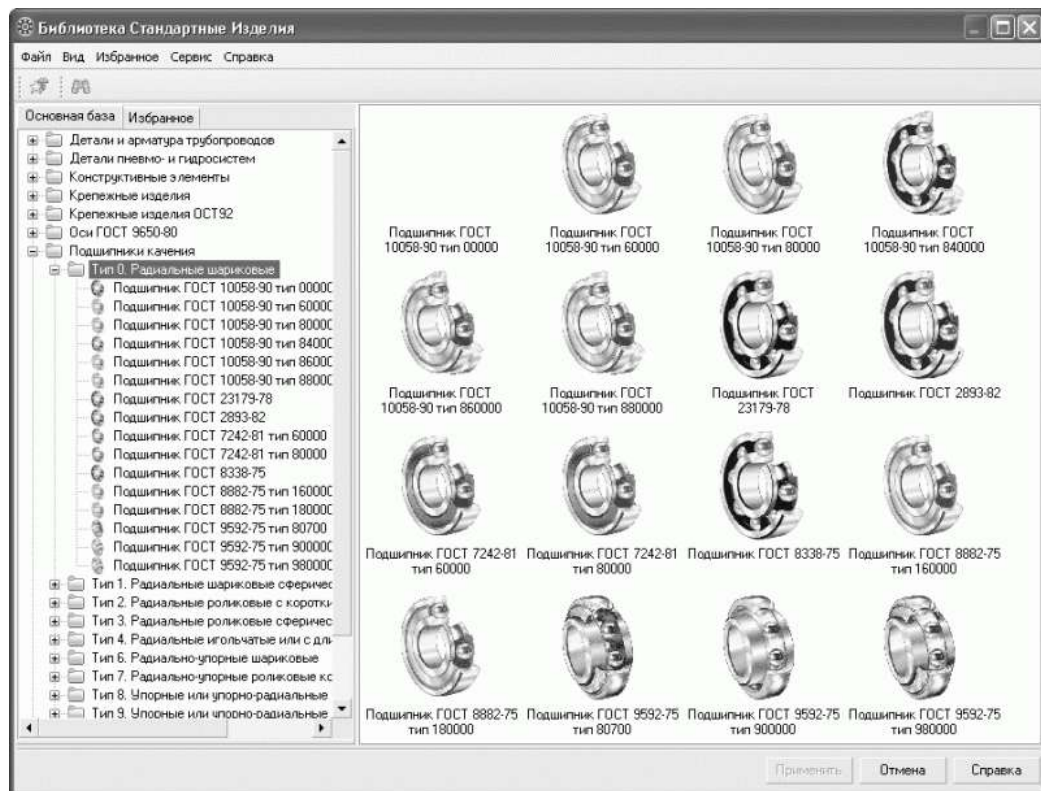 Библиотека Стандартные Изделия
Файл Вид Избранное Сервис Справка
Основная база Избранное
Детали и арматура трубопроводов
Детали пневмо- и гидросистем
Конструктивные элементы
Крепежные изделия
Крепежные изделия ОСТ92
Оси ГОСТ 9650-80
Подшипники качения
Тип 0. Радиальные шариковые
Подшипник ГОСТ 10058-90 тип 00000
Подшипник ГОСТ 10058-90 тип 60000
Подшипник ГОСТ 10058-90 тип 80000
Подшипник ГОСТ 10058-90 тип 84000
Подшипник ГОСТ 10058-90 тип 86000
Подшипник ГОСТ 10058-90 тип 88000
Подшипник ГОСТ 23179-78
Подшипник ГОСТ 2893-82
Подшипник ГОСТ 7242-81 тип 60000
Подшипник ГОСТ 7242-81 тип 80000
Подшипник ГОСТ 8338-75
Подшипник ГОСТ 8882-75 тип 16000
Подшипник ГОСТ 8882-75 тип 18000
Подшипник ГОСТ 9592-75 тип 80700
Подшипник ГОСТ 9592-75 тип 90000
Подшипник ГОСТ 9592-75 тип 98000
Тип 1. Радиальные шариковые сферичес
Тип 2. Радиальные роликовые с коротки
Тип 3. Радиальные роликовые сферичес
Тип 4. Радиальные игольчатые или с дли
Тип 6. Радиально-упорные шариковые
Тип 7. Радиально-упорные роликовые кс
Тип 8. Упорные или упорно-радиальные
Тип 9. Упорные или упорно-радиальные
Подшипник ГОСТ
10058-90 тип 00000
Подшипник ГОСТ
10058-90 тип 60000
Подшипник ГОСТ
10058-90 тип 80000
Подшипник ГОСТ
10058-90 тип 840000
Подшипник ГОСТ
10058-90 тип 860000
Подшипник ГОСТ
10058-90 тип 880000
Подшипник ГОСТ
23179-78
Подшипник ГОСТ 2893-82
Подшипник ГОСТ 7242-81
тип 60000
Подшипник ГОСТ 7242-81
тип 80000
Подшипник ГОСТ 8338-75
Подшипник ГОСТ 8882-75
тип 160000
Подшипник ГОСТ 8882-75
тип 180000
Подшипник ГОСТ 9592-75
тип 80700
Подшипник ГОСТ 9592-75
тип 900000
Подшипник ГОСТ 9592-75
тип 980000
Применить Отмена Справка